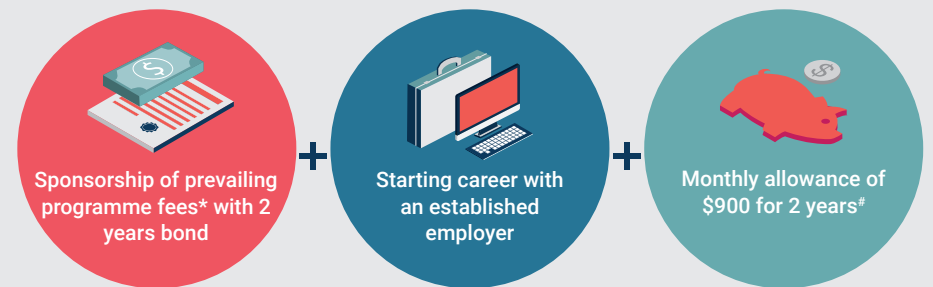 Sponsorship of prevailing
programme fees* with 2
years bond
+
Starting career with
an established
employer
+
Monthly allowance of
$900 for 2 years#